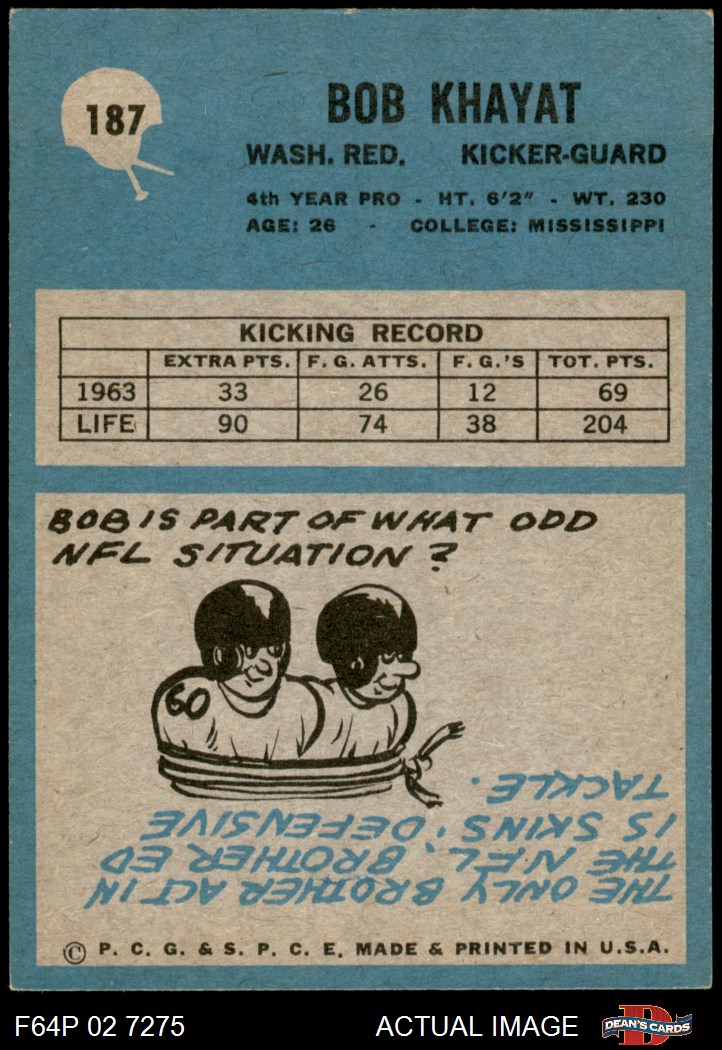 187
BOB KHAYAT
WASH. RED. KICKER-GUARD
4th YEAR PRO - HT. 6'2" - WT. 230
AGE: 26 - COLLEGE: MISSISSIPPI
KICKING RECORD
EXTRA PTS. F. G. ATTS. F. G.'S TOT. PTS.
1963 33 26 12 69
LIFE 90 74 38 204
BOB IS PART OF WHAT ODD
NFL SITUATION?
60
THE ONLY BROTHER ACT IN
THE NFL. BROTHER ED
IS SKINS' DEFENSIVE
TACKLE.
© P. C. G. & S. P. C. E. MADE & PRINTED IN U.S.A.
F64P 02 7275 ACTUAL IMAGE D DEAN'S CARDS